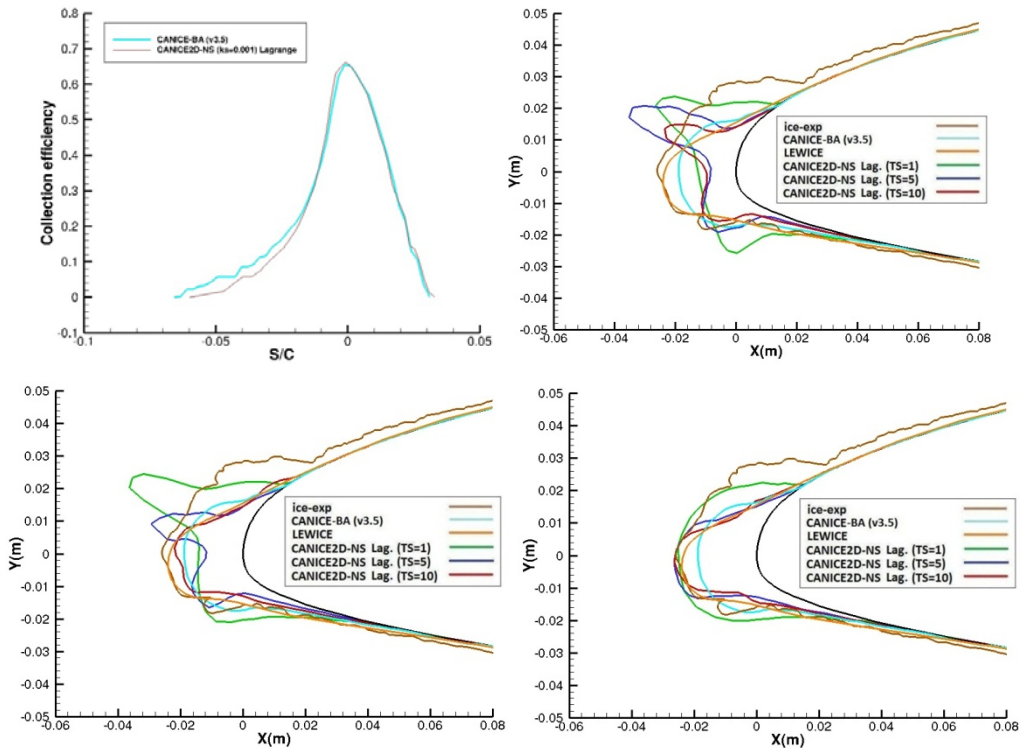 0.8
CANICE-BA (v3.5)
CANICE2D-NS (ks=0.001) Lagrange
0.7
0.6
0.5
0.4
0.3
0.2
0.1
0
-0.1
Collection efficiency
-0.1
-0.05
0
0.05
S/C
0.05
0.04
0.03
0.02
0.01
0
-0.01
-0.02
-0.03
-0.04
-0.05
Y(m)
ice-exp
CANICE-BA (v3.5)
LEWICE
CANICE2D-NS Lag. (TS=1)
CANICE2D-NS Lag. (TS=5)
CANICE2D-NS Lag. (TS=10)
-0.06
-0.04
-0.02
0
0.02
0.04
0.06
0.08
X(m)
0.05
0.04
0.03
0.02
0.01
0
-0.01
-0.02
-0.03
-0.04
-0.05
Y(m)
ice-exp
CANICE-BA (v3.5)
LEWICE
CANICE2D-NS Lag. (TS=1)
CANICE2D-NS Lag. (TS=5)
CANICE2D-NS Lag. (TS=10)
-0.06
-0.04
-0.02
0
0.02
0.04
0.06
0.08
X(m)
0.05
0.04
0.03
0.02
0.01
0
-0.01
-0.02
-0.03
-0.04
-0.05
Y(m)
ice-exp
CANICE-BA (v3.5)
LEWICE
CANICE2D-NS Lag. (TS=1)
CANICE2D-NS Lag. (TS=5)
CANICE2D-NS Lag. (TS=10)
-0.06
-0.04
-0.02
0
0.02
0.04
0.06
0.08
X(m)